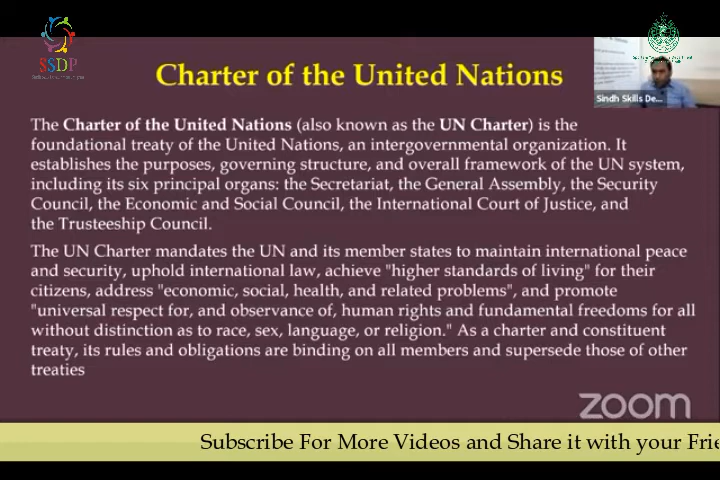 SSDP
Charter of the United Nations
Sindh Skills De...
The Charter of the United Nations (also known as the UN Charter) is the
foundational treaty of the United Nations, an intergovernmental organization. It
establishes the purposes, governing structure, and overall framework of the UN system,
including its six principal organs: the Secretariat, the General Assembly, the Security
Council, the Economic and Social Council, the International Court of Justice, and
the Trusteeship Council.
The UN Charter mandates the UN and its member states to maintain international peace
and security, uphold international law, achieve "higher standards of living" for their
citizens, address "economic, social, health, and related problems", and promote
"universal respect for, and observance of, human rights and fundamental freedoms for all
without distinction as to race, sex, language, or religion." As a charter and constituent
treaty, its rules and obligations are binding on all members and supersede those of other
treaties
zoom
Subscribe For More Videos and Share it with your Frie